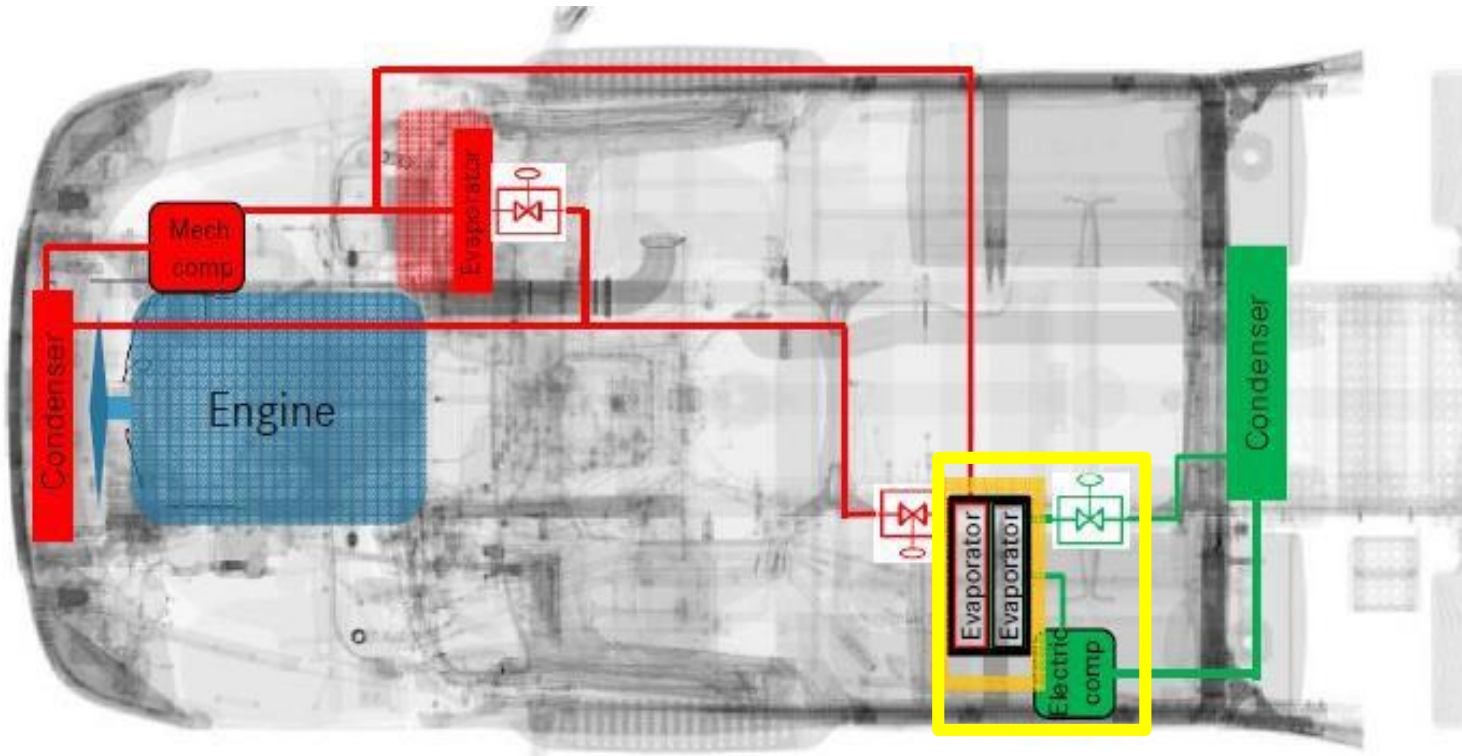 Mech
comp
Evaporator
Condenser
Engine
Condenser
Evaporator
Evaporator
Electric
comp